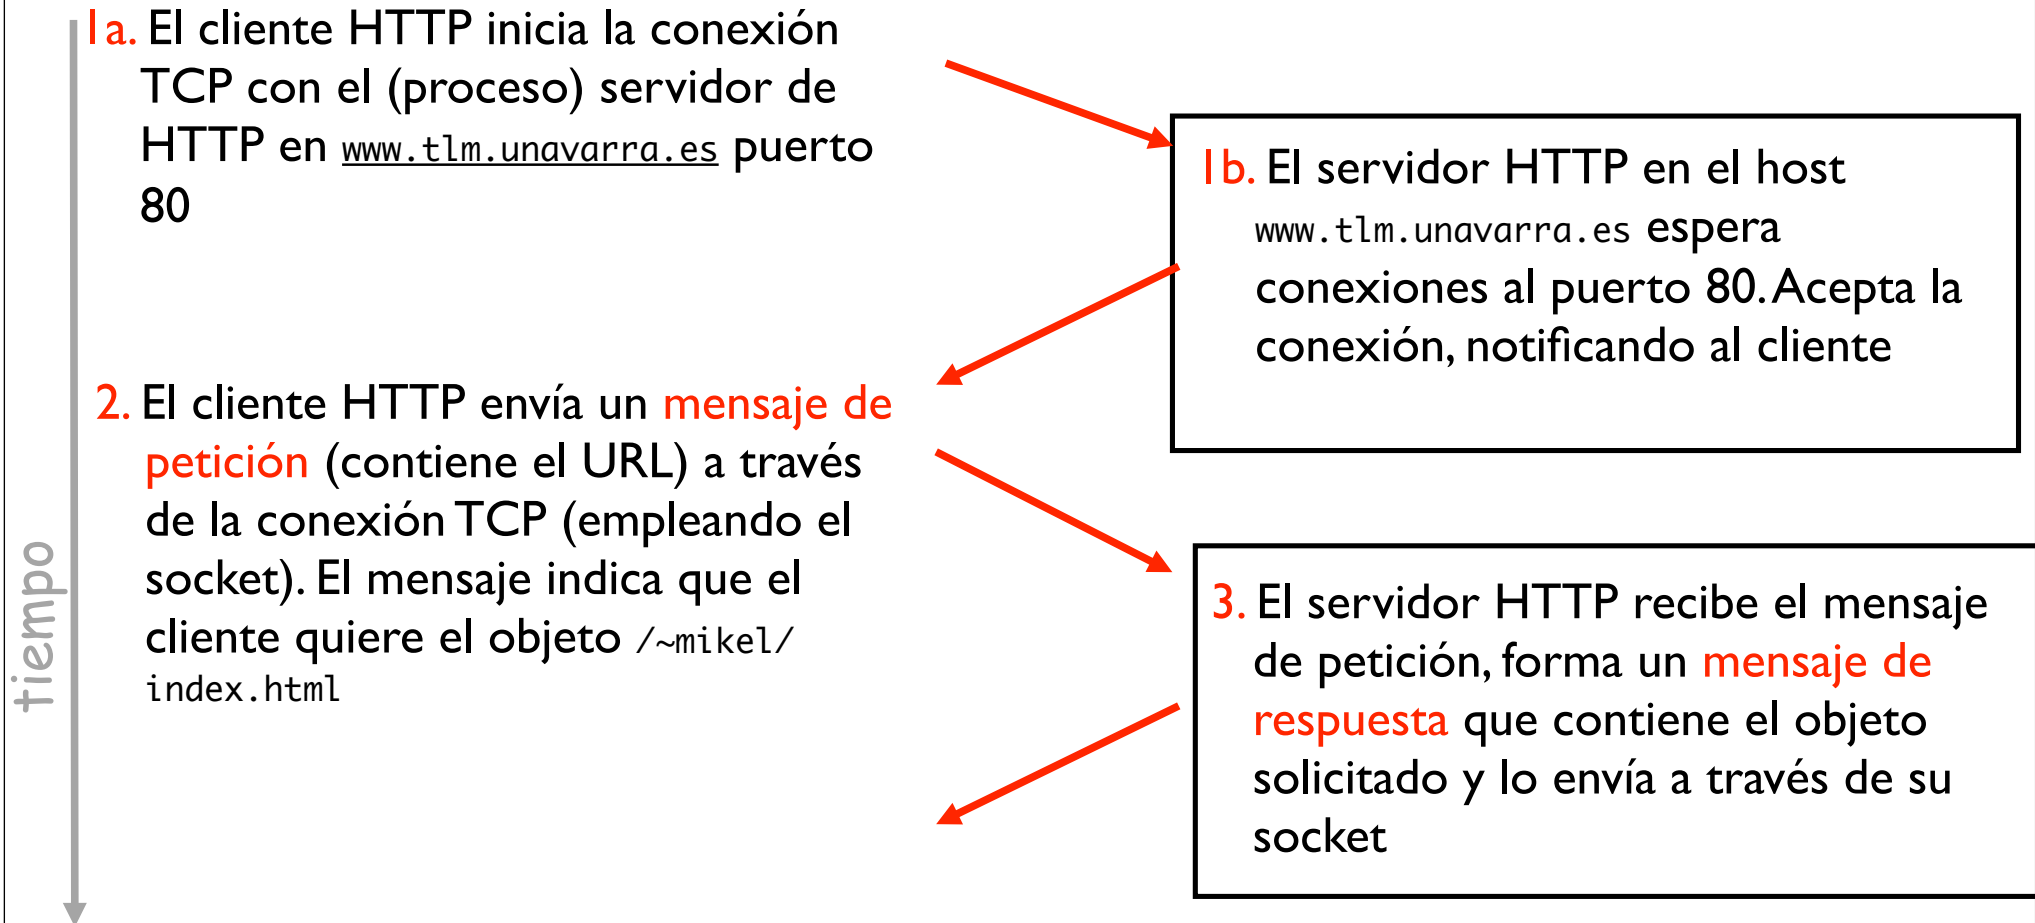 1a. El cliente HTTP inicia la conexión
TCP con el (proceso) servidor de
HTTP en www.tlm.unavarra.es puerto
80
1b. El servidor HTTP en el host
www.tlm.unavarra.es espera
conexiones al puerto 80. Acepta la
conexión, notificando al cliente
2. El cliente HTTP envía un mensaje de
petición (contiene el URL) a través
de la conexión TCP (empleando el
socket). El mensaje indica que el
cliente quiere el objeto /~mikel/
index.html
3. El servidor HTTP recibe el mensaje
de petición, forma un mensaje de
respuesta que contiene el objeto
solicitado y lo envía a través de su
socket
tiempo